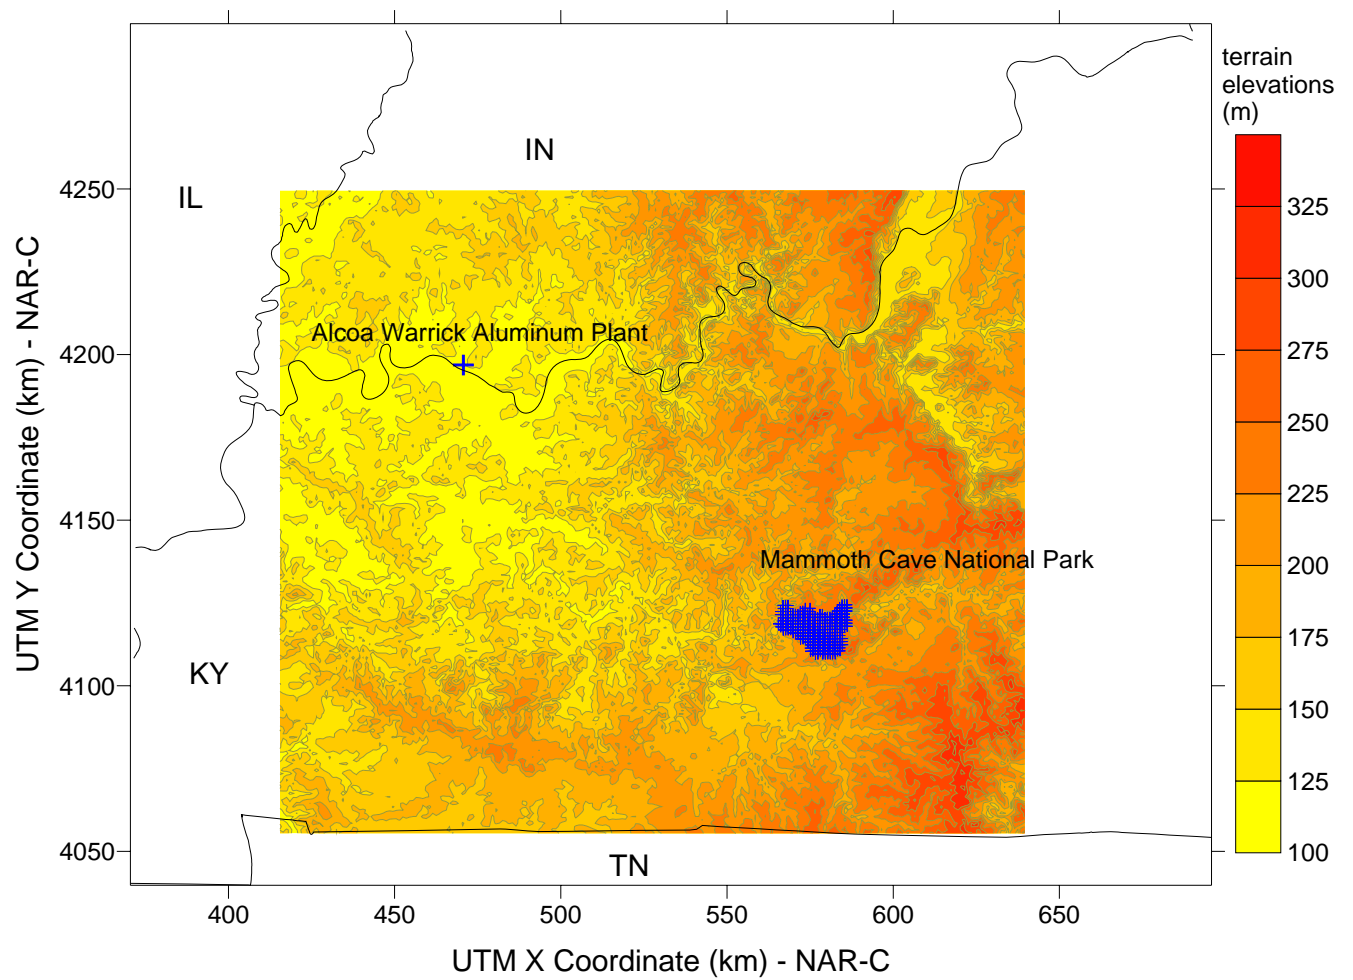 terrain
elevations
(m)
IN
IL
4250
325
300
Alcoa Warrick Aluminum Plant
4200
275
250
225
4150
Mammoth Cave National Park
200
175
KY
4100
150
125
4050
TN
100
400
450
500
550
600
650
UTM X Coordinate (km) - NAR-C
UTM Y Coordinate (km) - NAR-C